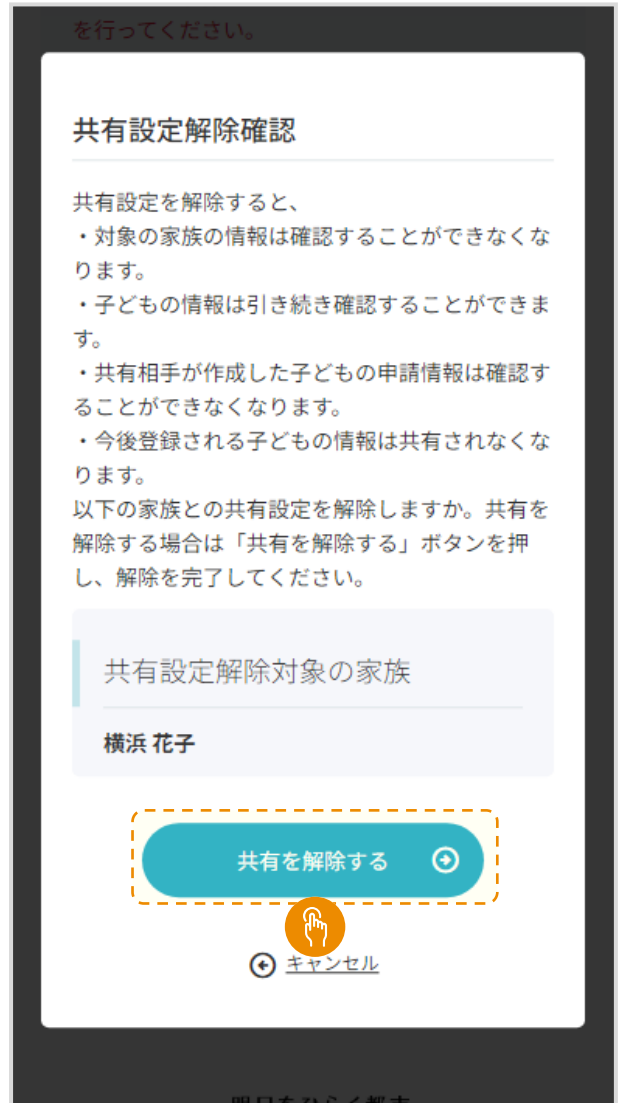 を行ってください。
共有設定解除確認
共有設定を解除すると、
・対象の家族の情報は確認することができなくな
ります。
・子どもの情報は引き続き確認することができま
す。
・共有相手が作成した子どもの申請情報は確認す
ることができなくなります。
・今後登録される子どもの情報は共有されなくな
ります。
以下の家族との共有設定を解除しますか。共有を
解除する場合は「共有を解除する」ボタンを押
し、解除を完了してください。
共有設定解除対象の家族
横浜 花子
共有を解除する
キャンセル
明日をひらく都市